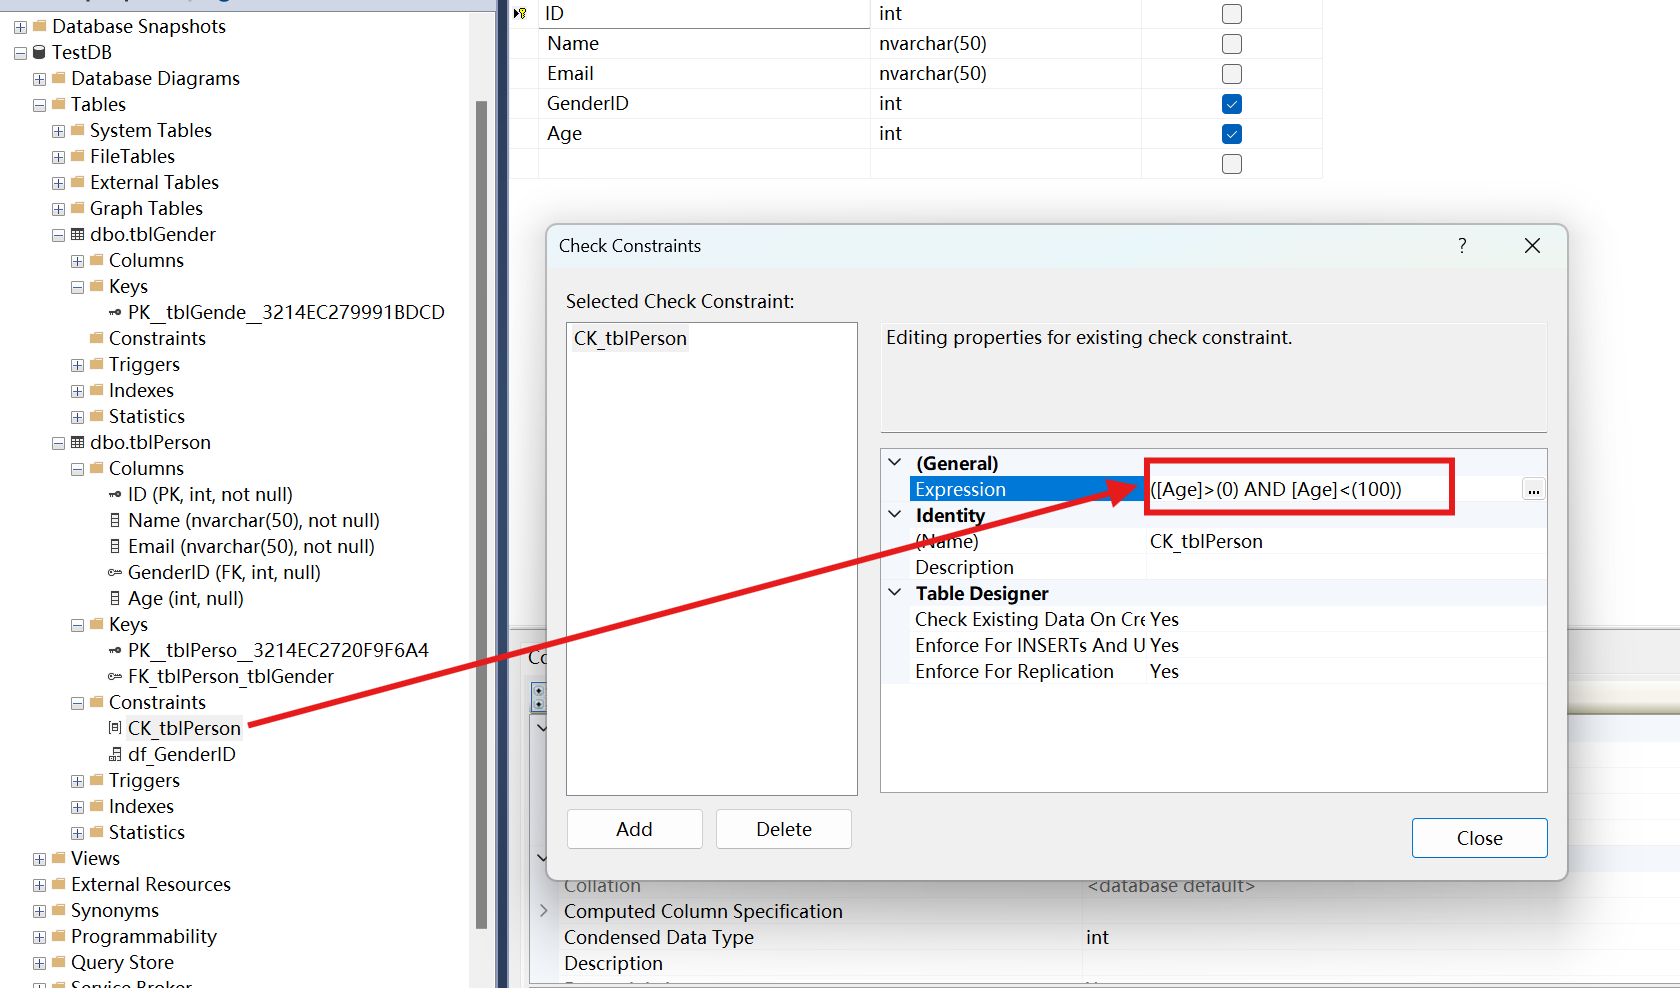 Database Snapshots
TestDB
Database Diagrams
Tables
System Tables
FileTables
External Tables
Graph Tables
dbo.tblGender
Columns
Keys
PK__tblGende__3214EC279991BDCD
Constraints
Triggers
Indexes
Statistics
dbo.tblPerson
Columns
ID (PK, int, not null)
Name (nvarchar(50), not null)
Email (nvarchar(50), not null)
GenderID (FK, int, null)
Age (int, null)
Keys
PK__tblPerso__3214EC2720F9F6A4
FK_tblPerson_tblGender
Constraints
CK_tblPerson
df_GenderID
Triggers
Indexes
Statistics
Views
External Resources
Synonyms
Programmability
Query Store
Service Broker
ID int
Name nvarchar(50)
Email nvarchar(50)
GenderID int
Age int
Check Constraints ?
Selected Check Constraint:
CK_tblPerson
Editing properties for existing check constraint.
(General)
Expression ([Age]>(0) AND [Age]<(100)) ...
Identity
(Name) CK_tblPerson
Description
Table Designer
Check Existing Data On Cre Yes
Enforce For INSERTs And U Yes
Enforce For Replication Yes
Add Delete
Close
Co
Collation <database default>
Computed Column Specification
Condensed Data Type int
Description